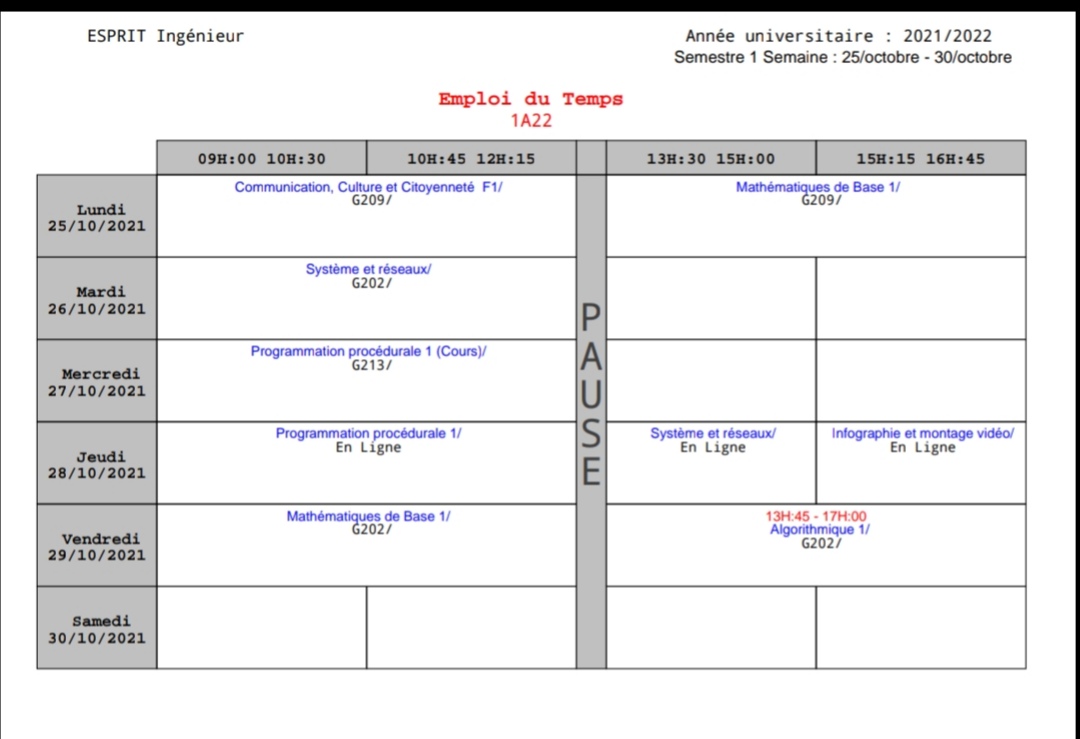 ESPRIT Ingénieur
Année universitaire : 2021/2022
Semestre 1 Semaine : 25/octobre - 30/octobre
Emploi du Temps
1A22
09H:00 10H:30
10H:45 12H:15
13H:30 15H:00
15H:15 16H:45
PAUSE
Lundi
25/10/2021
Communication, Culture et Citoyenneté F1/
G209/
Mathématiques de Base 1/
G209/
Mardi
26/10/2021
Système et réseaux/
G202/
Mercredi
27/10/2021
Programmation procédurale 1 (Cours)/
G213/
Jeudi
28/10/2021
Programmation procédurale 1/
En Ligne
Système et réseaux/
En Ligne
Infographie et montage vidéo/
En Ligne
Vendredi
29/10/2021
Mathématiques de Base 1/
G202/
13H:45 - 17H:00
Algorithmique 1/
G202/
Samedi
30/10/2021